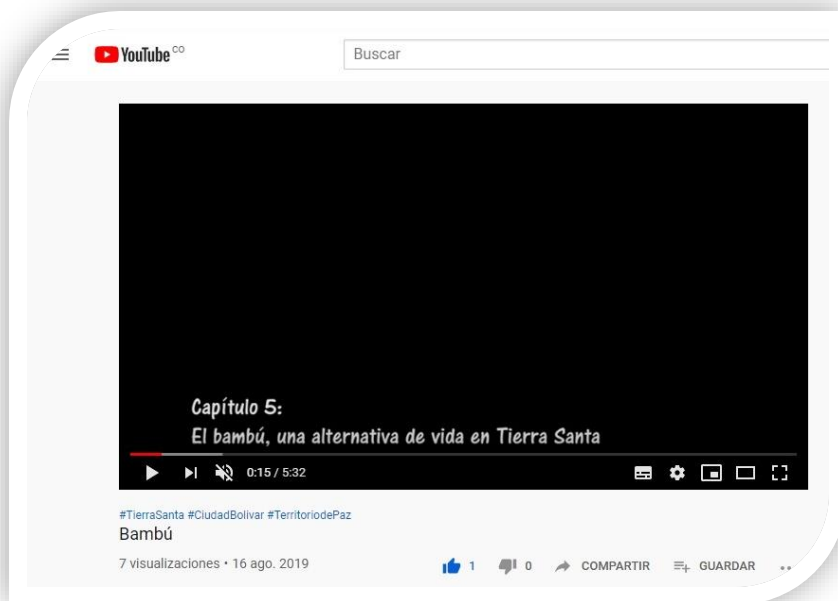 YouTube CO
Buscar
Capítulo 5:
El bambú, una alternativa de vida en Tierra Santa
0:15 / 5:32
#TierraSanta #CiudadBolivar #TerritoriodePaz
Bambú
7 visualizaciones • 16 ago. 2019
1
0
COMPARTIR
GUARDAR